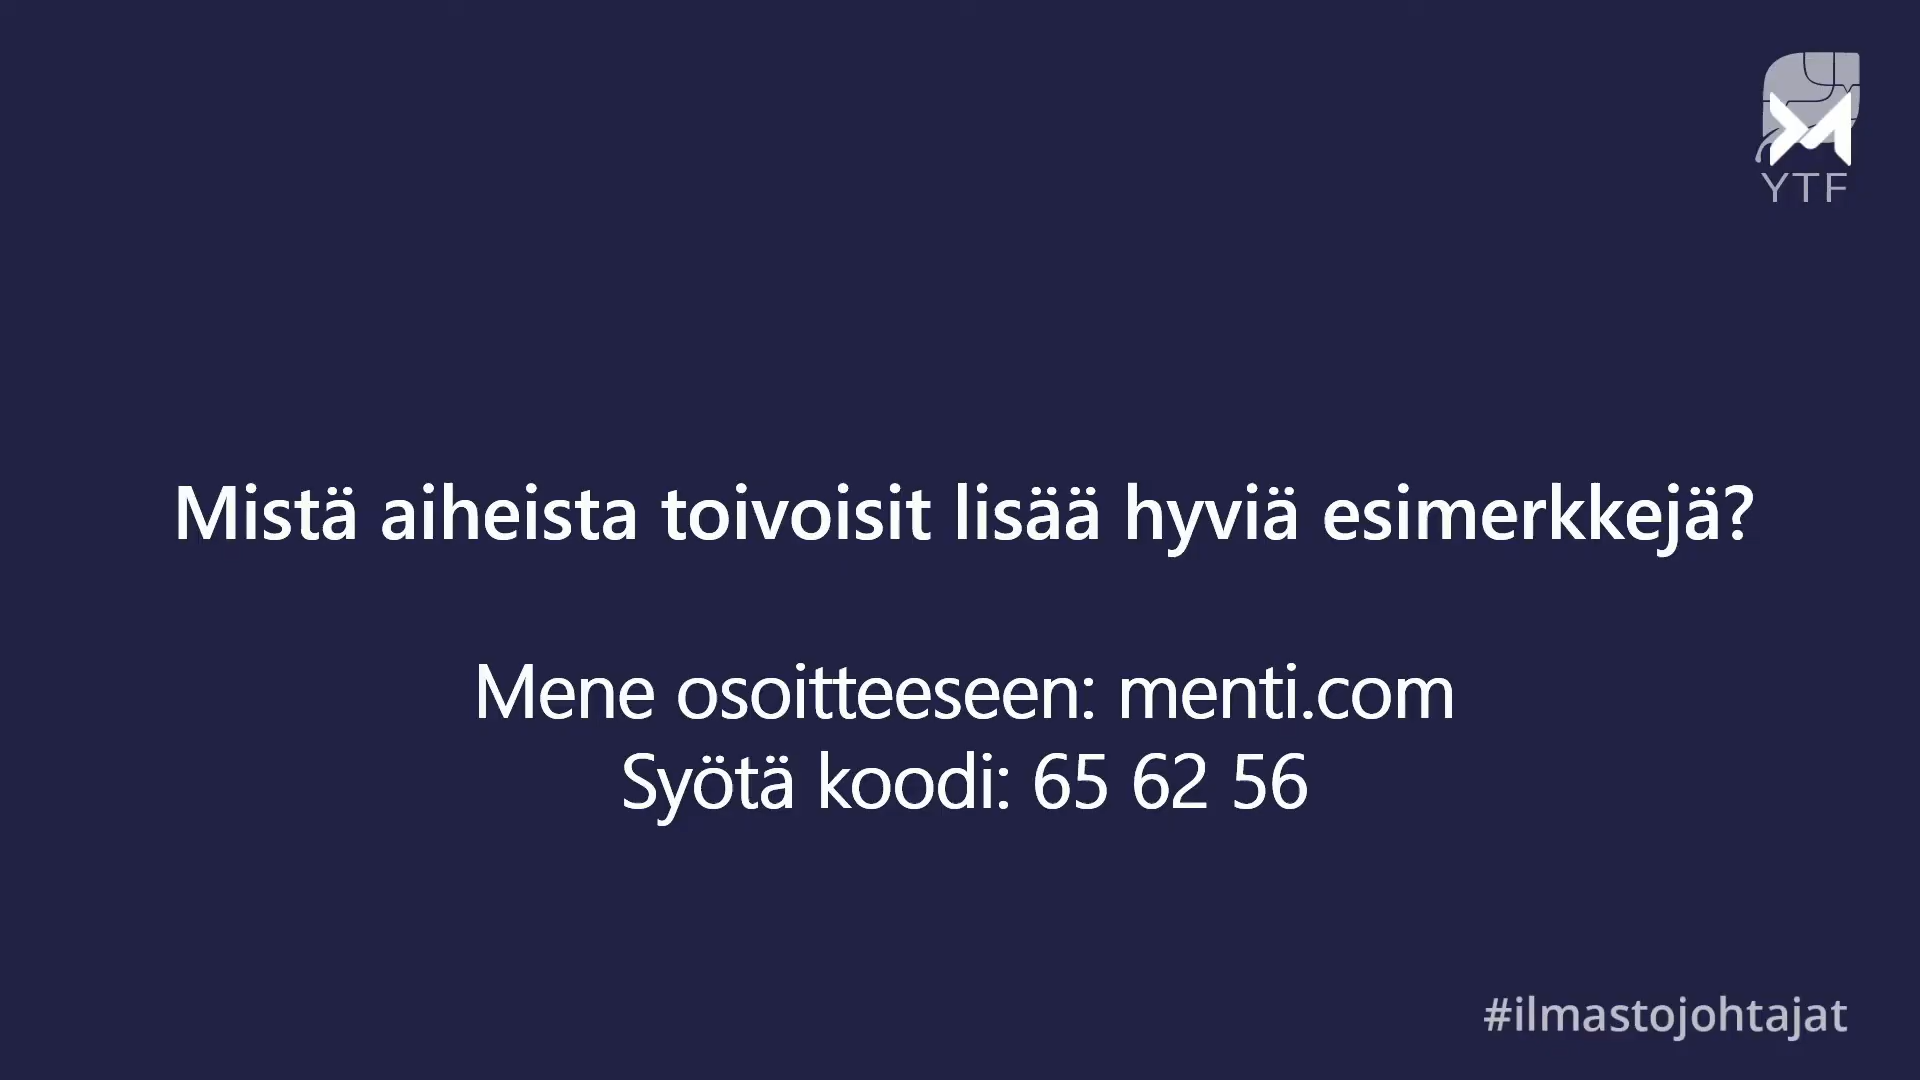 YTF
Mistä aiheista toivoisit lisää hyviä esimerkkejä?
Mene osoitteeseen: menti.com
Syötä koodi: 65 62 56
#ilmastojohtajat